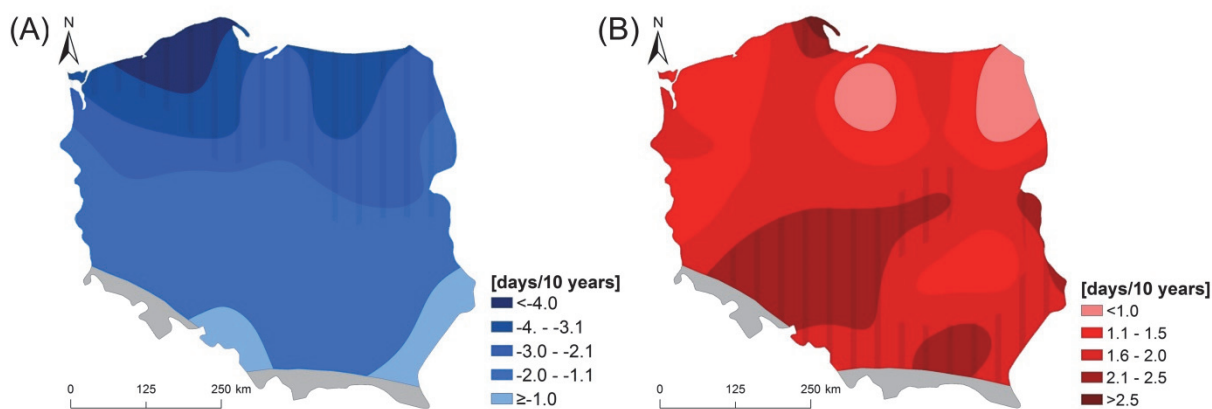 (A)
N
[days/10 years]
<-4.0
-4. - -3.1
-3.0 - -2.1
-2.0 - -1.1
≥-1.0
0 125 250 km
(B)
N
[days/10 years]
<1.0
1.1 - 1.5
1.6 - 2.0
2.1 - 2.5
>2.5
0 125 250 km